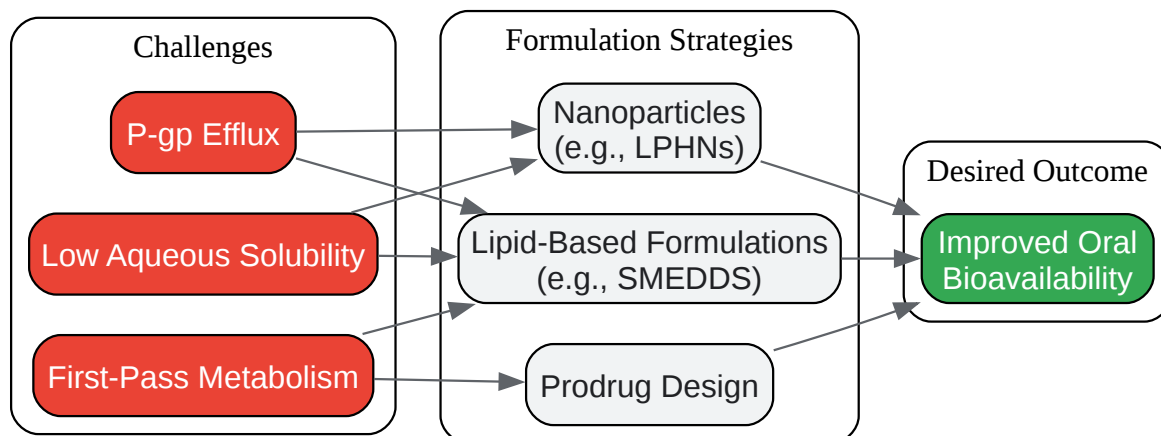 Challenges
P-gp Efflux
Low Aqueous Solubility
First-Pass Metabolism
Formulation Strategies
Nanoparticles
(e.g., LPHNs)
Lipid-Based Formulations
(e.g., SMEDDS)
Prodrug Design
Desired Outcome
Improved Oral
Bioavailability